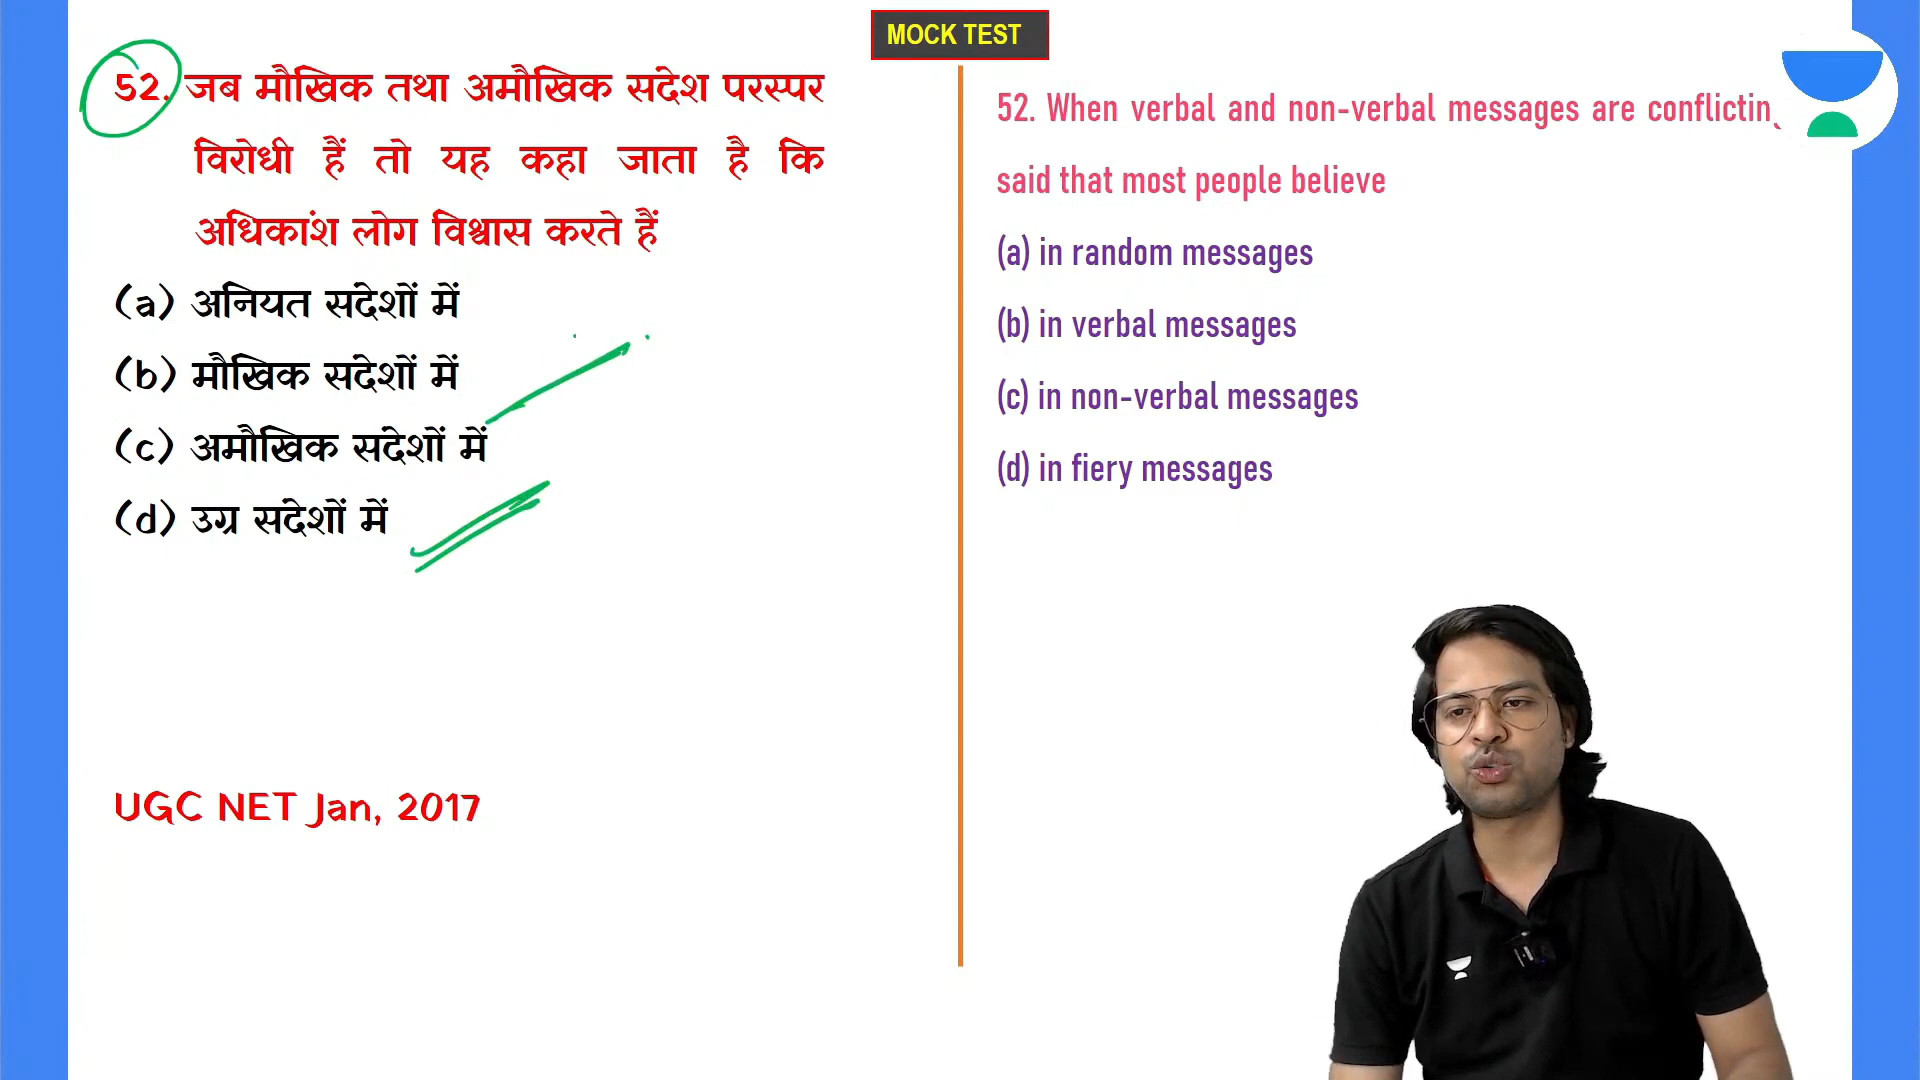 MOCK TEST
52. जब मौखिक तथा अमौखिक संदेश परस्पर
विरोधी हैं तो यह कहा जाता है कि
अधिकांश लोग विश्वास करते हैं
(a) अनियत संदेशों में
(b) मौखिक संदेशों में
(c) अमौखिक संदेशों में
(d) उग्र संदेशों में
UGC NET Jan, 2017
52. When verbal and non-verbal messages are
said that most people believe
(a) in random messages
(b) in verbal messages
(c) in non-verbal messages
(d) in fiery messages